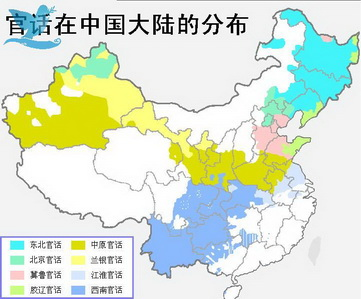 官话在中国大陆的分布
东北官话 中原官话
北京官话 兰银官话
冀鲁官话 江淮官话
胶辽官话 西南官话